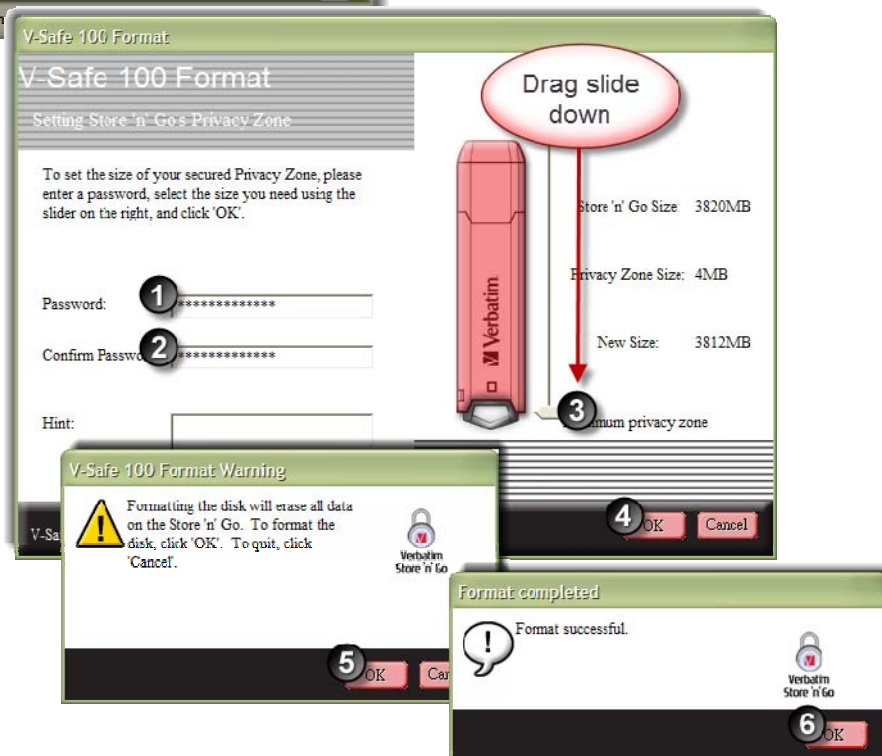 V-Safe 100 Format
V-Safe 100 Format
Setting Store 'n' Go's Privacy Zone
To set the size of your secured Privacy Zone, please
enter a password, select the size you need using the
slider on the right, and click 'OK'.
Password:
1
*************
Confirm
2
*************
Hint:
Drag slide
down
Verbatim
Store 'n' Go Size 3820MB
Privacy Zone Size: 4MB
New Size: 3812MB
3
privacy zone
4
OK
Cancel
V-Safe 100 Format Warning
Formatting the disk will erase all data
on the Store 'n' Go. To format the
disk, click 'OK'. To quit, click
'Cancel'.
Verbatim
Store 'n' Go
5
OK
Format completed
Format successful.
Verbatim
Store 'n' Go
6
OK